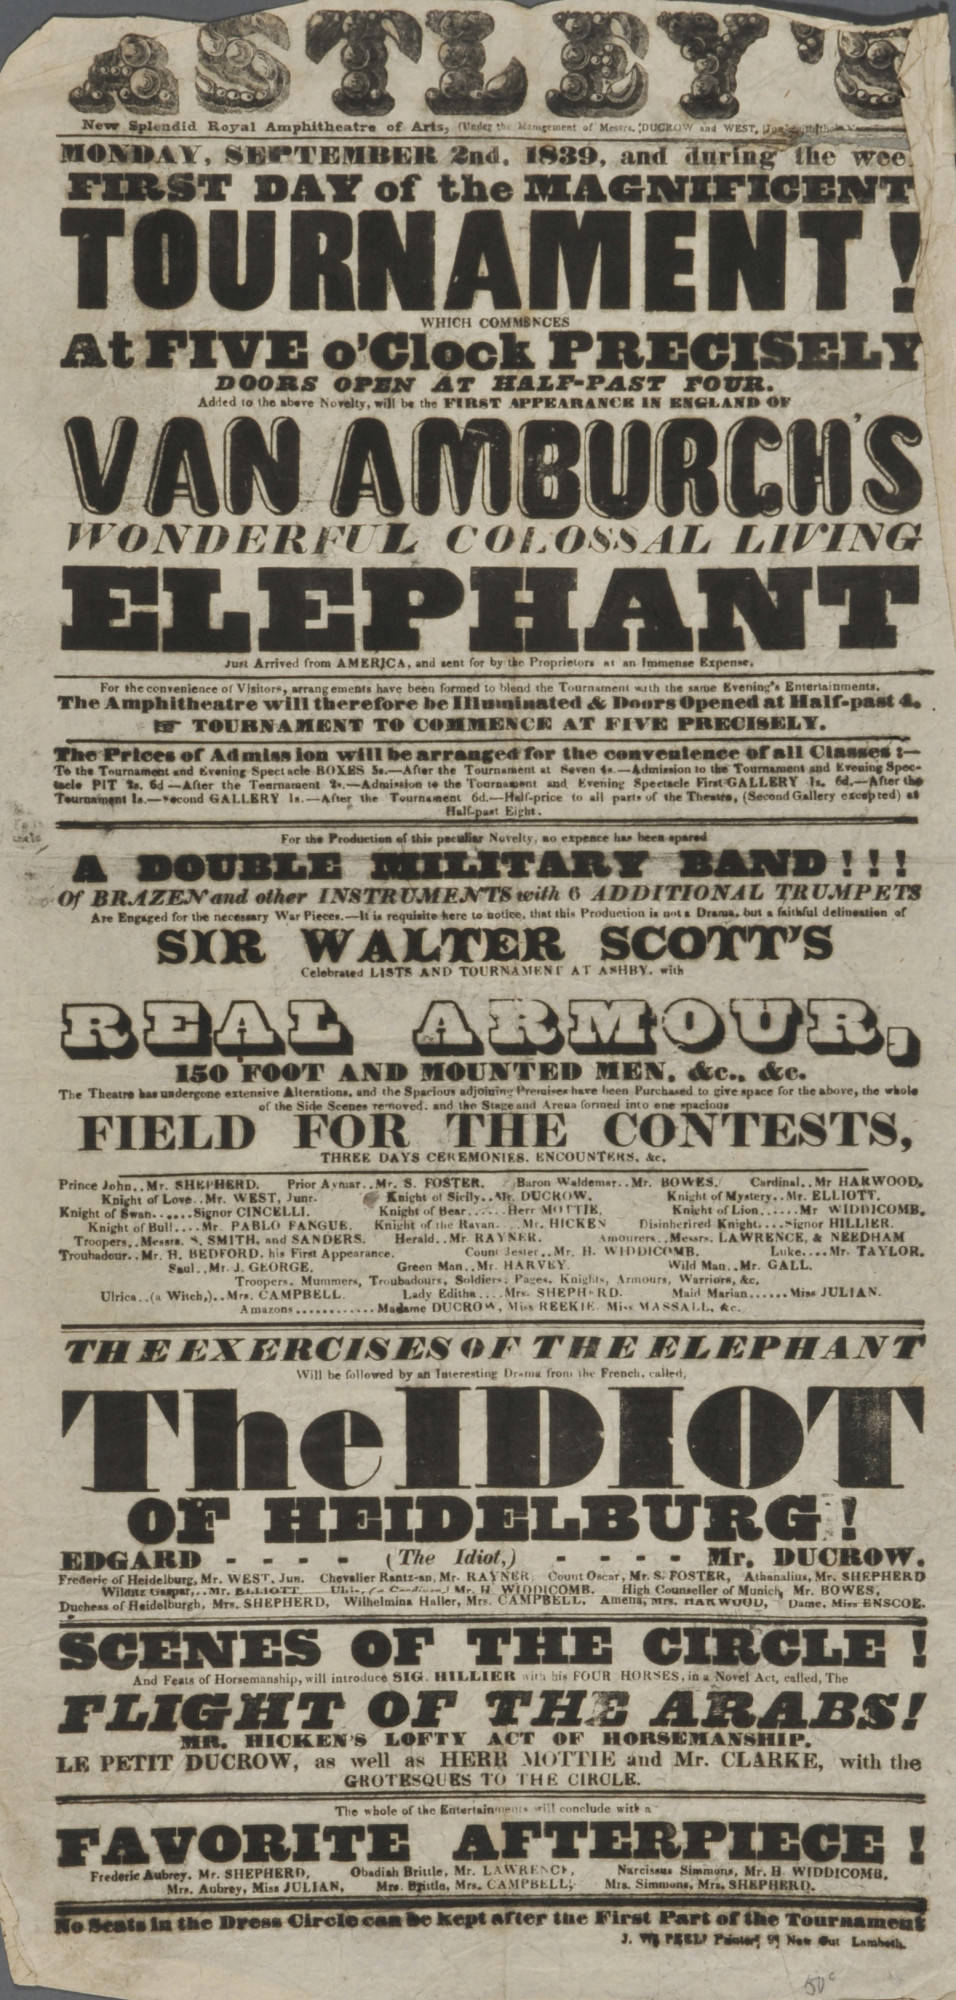 ASTLEY'S
New Splendid Royal Amphitheatre of Arts, (Under the Management of Messrs. DUCROW and WEST,
MONDAY, SEPTEMBER 2nd, 1839, and during the wee
FIRST DAY of the MAGNIFICENT
TOURNAMENT!
WHICH COMMENCES
At FIVE o'Clock PRECISELY
DOORS OPEN AT HALF-PAST FOUR.
Added to the above Novelty, will be the FIRST APPEARANCE IN ENGLAND OF
VAN AMBURGH'S
WONDERFUL COLOSSAL LIVING
ELEPHANT
Just Arrived from AMERICA, and sent for by the Proprietors at an Immense Expense.
For the convenience of Visitors, arrangements have been formed to blend the Tournament with the same Evening's Entertainments.
The Amphitheatre will therefore be Illuminated & Doors Opened at Half-past 4.
☞ TOURNAMENT TO COMMENCE AT FIVE PRECISELY.
The Prices of Admission will be arranged for the convenience of all Classes:—
To the Tournament and Evening Spectacle BOXES 5s.—After the Tournament at Seven 4s.—Admission to the Tournament and Evening Spec-
tacle PIT 2s. 6d—After the Tournament 2s.—Admission to the Tournament and Evening Spectacle First GALLERY 1s. 6d.—After the
Tournament 1s.—Second GALLERY 1s.—After the Tournament 6d.—Half-price to all parts of the Theatre, (Second Gallery excepted) at
Half-past Eight.
For the Production of this peculiar Novelty, no expence has been spared
A DOUBLE MILITARY BAND!!!
Of BRAZEN and other INSTRUMENTS with 6 ADDITIONAL TRUMPETS
Are Engaged for the necessary War Pieces.—It is requisite here to notice, that this Production is not a Drama, but a faithful delineation of
SIR WALTER SCOTT'S
Celebrated LISTS AND TOURNAMENT AT ASHBY, with
REAL ARMOUR,
150 FOOT AND MOUNTED MEN, &c., &c.
The Theatre has undergone extensive Alterations, and the Spacious adjoining Premises have been Purchased to give space for the above, the whole
of the Side Scenes removed, and the Stage and Arena formed into one spacious
FIELD FOR THE CONTESTS,
THREE DAYS CEREMONIES, ENCOUNTERS, &c.
Prince John..Mr. SHEPHERD. Prior Aymar..Mr. S. FOSTER. Baron Waldemar..Mr. BOWES. Cardinal..Mr HARWOOD,
Knight of Love..Mr. WEST, Junr. Knight of Sicily..Mr. DUCROW. Knight of Mystery..Mr. ELLIOTT.
Knight of Swan......Signor CINCELLI. Knight of Bear......Herr MOTTIE, Knight of Lion......Mr WIDDICOMB.
Knight of Bull....Mr. PABLO FANGUE. Knight of the Ravan...Mr. HICKEN Disinherired Knight....Signor HILLIER.
Troopers..Messrs. S. SMITH, and SANDERS. Herald..Mr. RAYNER. Amourers..Messrs. LAWRENCE, & NEEDHAM
Troubadour..Mr. H. BEDFORD, his First Appearance. Count Jester..Mr. H. WIDDICOMB. Luke....Mr. TAYLOR.
Saul..Mr. J. GEORGE. Green Man..Mr. HARVEY. Wild Man..Mr. GALL.
Troopers, Mummers, Troubadours, Soldiers, Pages, Knights, Armours, Warriors, &c,
Ulrica..(a Witch,)..Mrs. CAMPBELL. Lady Editha....Mrs. SHEPHERD. Maid Marian......Miss JULIAN.
Amazons............Madame DUCROW, Miss REEKIE, Miss MASSALL, &c.
THE EXERCISES OF THE ELEPHANT
Will be followed by an Interesting Drama from the French, called,
The IDIOT
OF HEIDELBURG!
EDGARD - - - - (The Idiot,) - - - - Mr. DUCROW.
Frederic of Heidelburg, Mr. WEST, Jun. Chevalier Rantz-an, Mr. RAYNER, Count Oscar, Mr. S. FOSTER, Athanalius, Mr. SHEPHERD
Gaspar,..Mr. ELLIOTT Mr. H. WIDDICOMB. High Counseller of Munich, Mr. BOWES,
Duchess of Heidelburgh, Mrs. SHEPHERD, Wilhelmina Haller, Mrs. CAMPBELL, Amena, Mrs. HARWOOD, Dame, Miss ENSCOE.
SCENES OF THE CIRCLE!
And Feats of Horsemanship, will introduce SIG. HILLIER with his FOUR HORSES, in a Novel Act, called, The
FLIGHT OF THE ARABS!
MR. HICKEN'S LOFTY ACT OF HORSEMANSHIP.
LE PETIT DUCROW, as well as HERR MOTTIE and Mr. CLARKE, with the
GROTESQUES TO THE CIRCLE.
The whole of the Entertainments will conclude with a
FAVORITE AFTERPIECE!
Frederic Aubrey, Mr. SHEPHERD, Obadiah Brittle, Mr. LAWRENCE, Narcissus Simmons, Mr. H WIDDICOMB,
Mrs. Aubrey, Miss JULIAN, Mrs. Brittle, Mrs. CAMPBELL, Mrs. Simmons, Mrs. SHEPHERD.
No Seats in the Dress Circle can be kept after the First Part of the Tournament
J. Printer, New Cut Lambeth.
50c